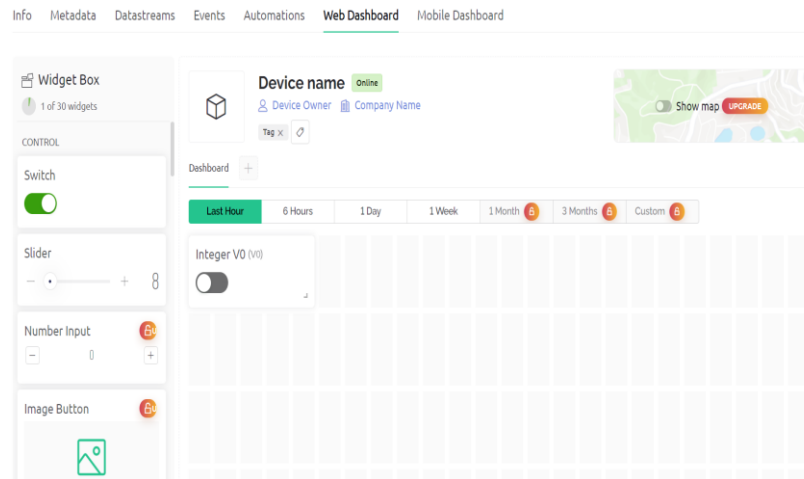 Info Metadata Datastreams Events Automations Web Dashboard Mobile Dashboard
Widget Box
1 of 30 widgets
CONTROL
Switch
Slider
8
Number Input
0
Image Button
Device name Online
Device Owner Company Name
Tag x
Show map UPGRADE
Dashboard +
Last Hour 6 Hours 1 Day 1 Week 1 Month 3 Months Custom
Integer V0 (V0)